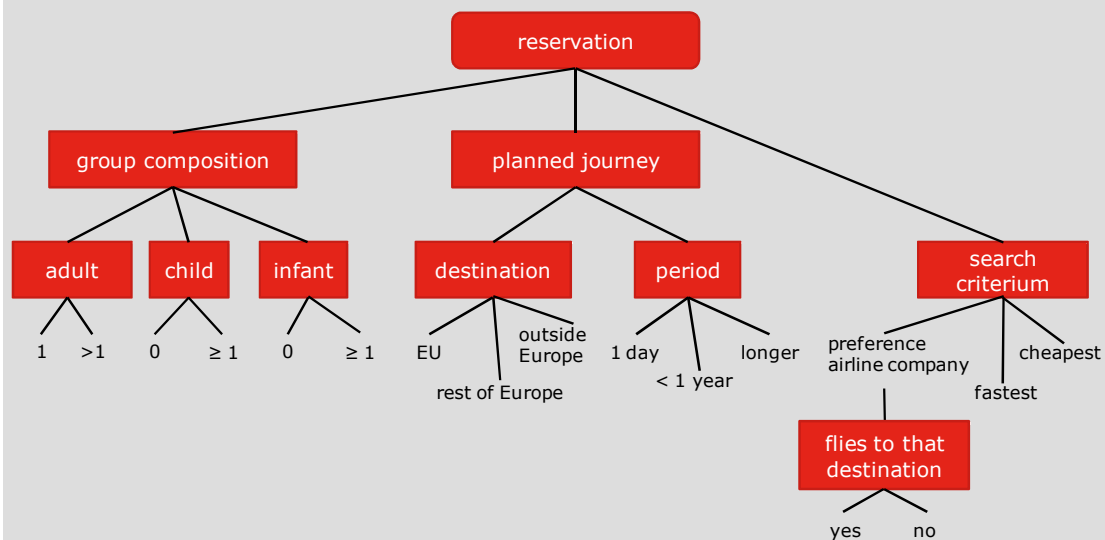 reservation
group composition
planned journey
adult
child
infant
destination
period
search
criterium
1
>1
0
≥ 1
0
≥ 1
EU
rest of Europe
outside
Europe
1 day
< 1 year
longer
preference
airline company
fastest
cheapest
flies to that
destination
yes
no